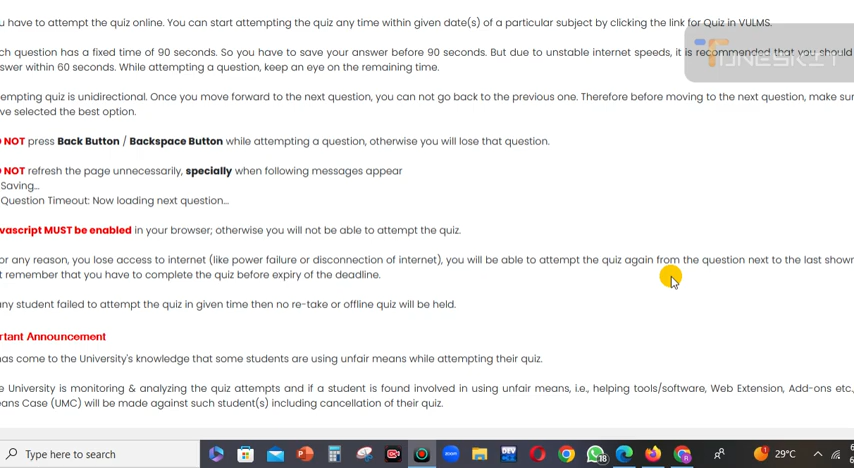 u have to attempt the quiz online. You can start attempting the quiz any time within given date(s) of a particular subject by clicking the link for Quiz in VULMS.
ch question has a fixed time of 90 seconds. So you have to save your answer before 90 seconds. But due to unstable internet speeds, it is recommended that you should
swer within 60 seconds. While attempting a question, keep an eye on the remaining time.
empting quiz is unidirectional. Once you move forward to the next question, you can not go back to the previous one. Therefore before moving to the next question, make sur
ve selected the best option.
O NOT press Back Button / Backspace Button while attempting a question, otherwise you will lose that question.
O NOT refresh the page unnecessarily, specially when following messages appear
Saving...
Question Timeout: Now loading next question...
vascript MUST be enabled in your browser; otherwise you will not be able to attempt the quiz.
or any reason, you lose access to internet (like power failure or disconnection of internet), you will be able to attempt the quiz again from the question next to the last shown
t remember that you have to complete the quiz before expiry of the deadline.
any student failed to attempt the quiz in given time then no re-take or offline quiz will be held.
rtant Announcement
as come to the University's knowledge that some students are using unfair means while attempting their quiz.
e University is monitoring & analyzing the quiz attempts and if a student is found involved in using unfair means, i.e., helping tools/software, Web Extension, Add-ons etc.,
eans Case (UMC) will be made against such student(s) including cancellation of their quiz.
TUNESKIT
Type here to search
zoom
DEV
18
29°C
6
6